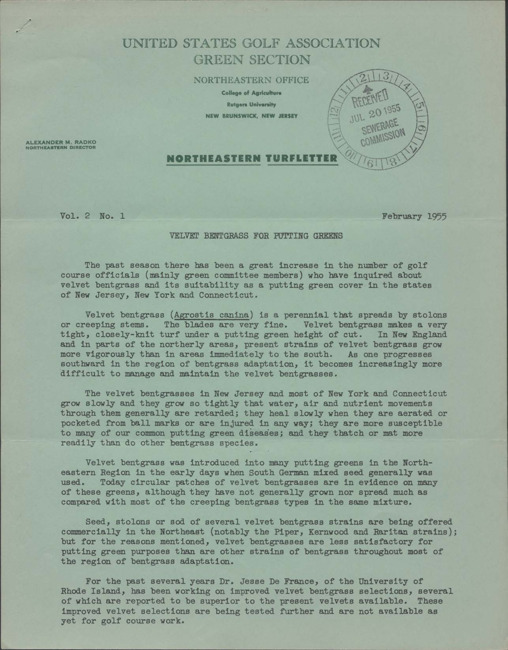 UNITED STATES GOLF ASSOCIATION
GREEN SECTION
NORTHEASTERN OFFICE
College of Agriculture
Rutgers University
NEW BRUNSWICK, NEW JERSEY
RECEIVED
JUL 20 1955
SEWERAGE
COMMISSION
ALEXANDER M. RADKO
NORTHEASTERN DIRECTOR
NORTHEASTERN TURFLETTER
Vol. 2 No. 1 February 1955
VELVET BENTGRASS FOR PUTTING GREENS
The past season there has been a great increase in the number of golf
course officials (mainly green committee members) who have inquired about
velvet bentgrass and its suitability as a putting green cover in the states
of New Jersey, New York and Connecticut.
Velvet bentgrass (Agrostis canina) is a perennial that spreads by stolons
or creeping stems. The blades are very fine. Velvet bentgrass makes a very
tight, closely-knit turf under a putting green height of cut. In New England
and in parts of the northerly areas, present strains of velvet bentgrass grow
more vigorously than in areas immediately to the south. As one progresses
southward in the region of bentgrass adaptation, it becomes increasingly more
difficult to manage and maintain the velvet bentgrasses.
The velvet bentgrasses in New Jersey and most of New York and Connecticut
grow slowly and they grow so tightly that water, air and nutrient movements
through them generally are retarded; they heal slowly when they are aerated or
pocketed from ball marks or are injured in any way; they are more susceptible
to many of our common putting green diseases; and they thatch or mat more
readily than do other bentgrass species.
Velvet bentgrass was introduced into many putting greens in the North-
eastern Region in the early days when South German mixed seed generally was
used. Today circular patches of velvet bentgrasses are in evidence on many
of these greens, although they have not generally grown nor spread much as
compared with most of the creeping bentgrass types in the same mixture.
Seed, stolons or sod of several velvet bentgrass strains are being offered
commercially in the Northeast (notably the Piper, Kernwood and Raritan strains);
but for the reasons mentioned, velvet bentgrasses are less satisfactory for
putting green purposes than are other strains of bentgrass throughout most of
the region of bentgrass adaptation.
For the past several years Dr. Jesse De France, of the University of
Rhode Island, has been working on improved velvet bentgrass selections, several
of which are reported to be superior to the present velvets available. These
improved velvet selections are being tested further and are not available as
yet for golf course work.